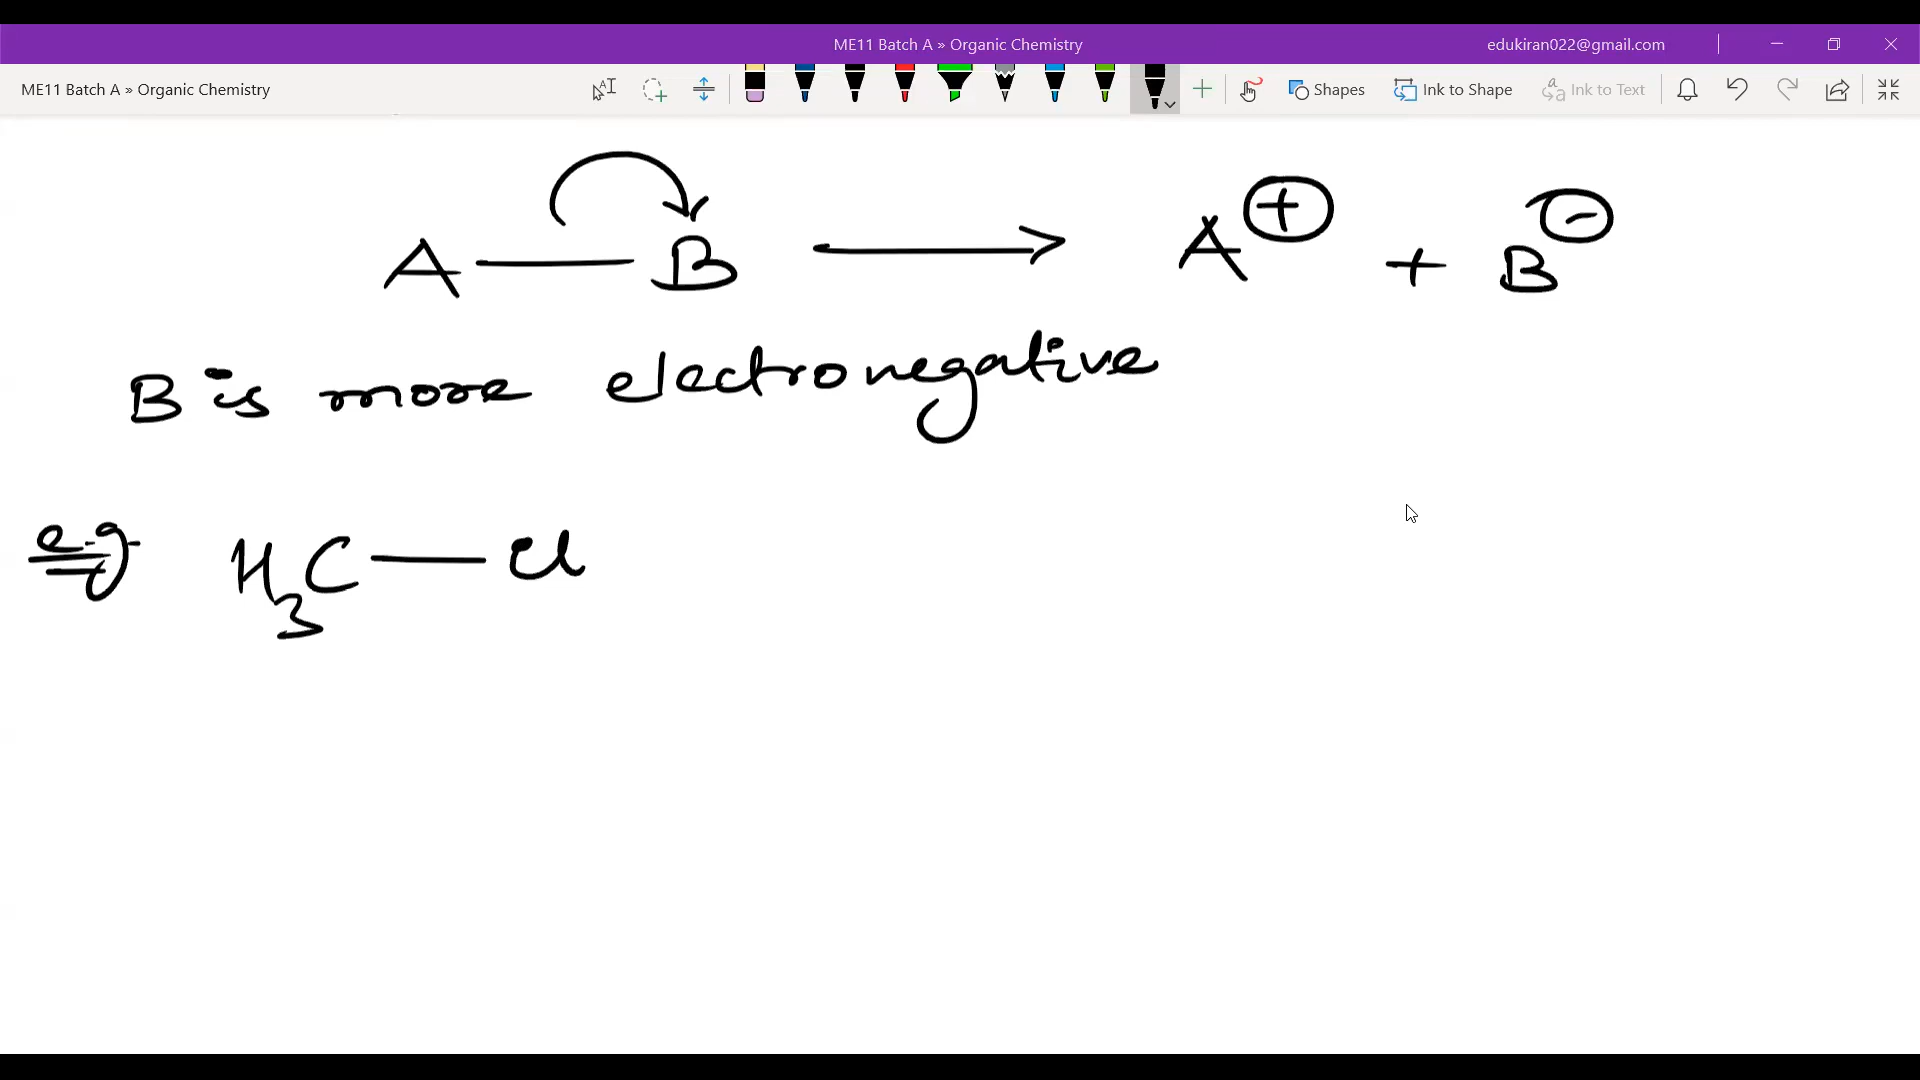 ME11 Batch A » Organic Chemistry edukiran022@gmail.com
ME11 Batch A » Organic Chemistry Shapes Ink to Shape Ink to Text
A — B ⟶ A⊕ + B⊖
B is more electronegative
e.g H₃C — Cl